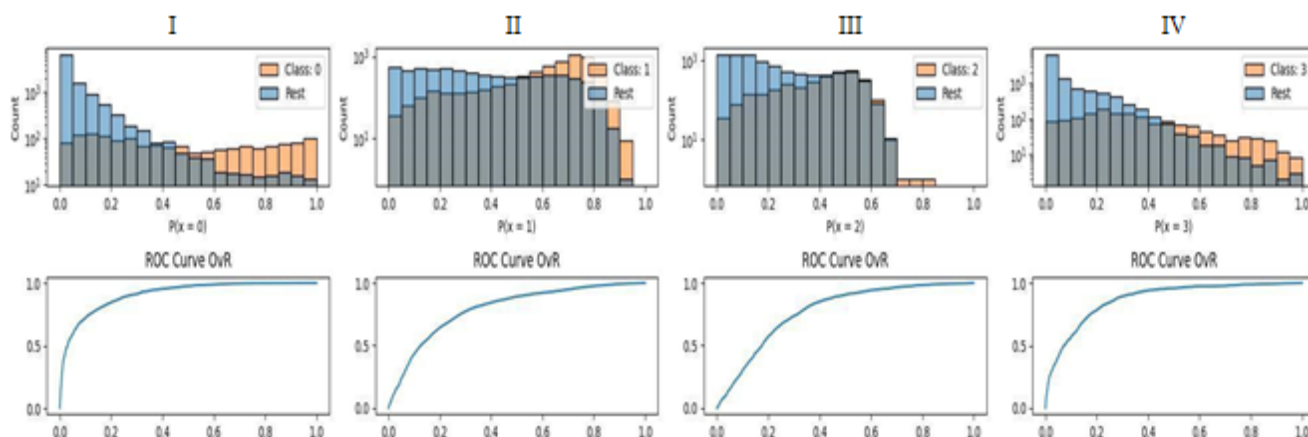 I II III IV
Class: 0
Rest
Class: 1
Rest
Class: 2
Rest
Class: 3
Rest
Count
10³
10²
10¹
Count
10³
10¹
Count
10³
10¹
Count
10³
10²
10¹
0.0 0.2 0.4 0.6 0.8 1.0
0.0 0.2 0.4 0.6 0.8 1.0
0.0 0.2 0.4 0.6 0.8 1.0
0.0 0.2 0.4 0.6 0.8 1.0
P(x = 0)
P(x = 1)
P(x = 2)
P(x = 3)
ROC Curve OvR
ROC Curve OvR
ROC Curve OvR
ROC Curve OvR
1.0
0.5
0.0
1.0
0.5
0.0
1.0
0.5
0.0
1.0
0.5
0.0
0.0 0.2 0.4 0.6 0.8 1.0
0.0 0.2 0.4 0.6 0.8 1.0
0.0 0.2 0.4 0.6 0.8 1.0
0.0 0.2 0.4 0.6 0.8 1.0